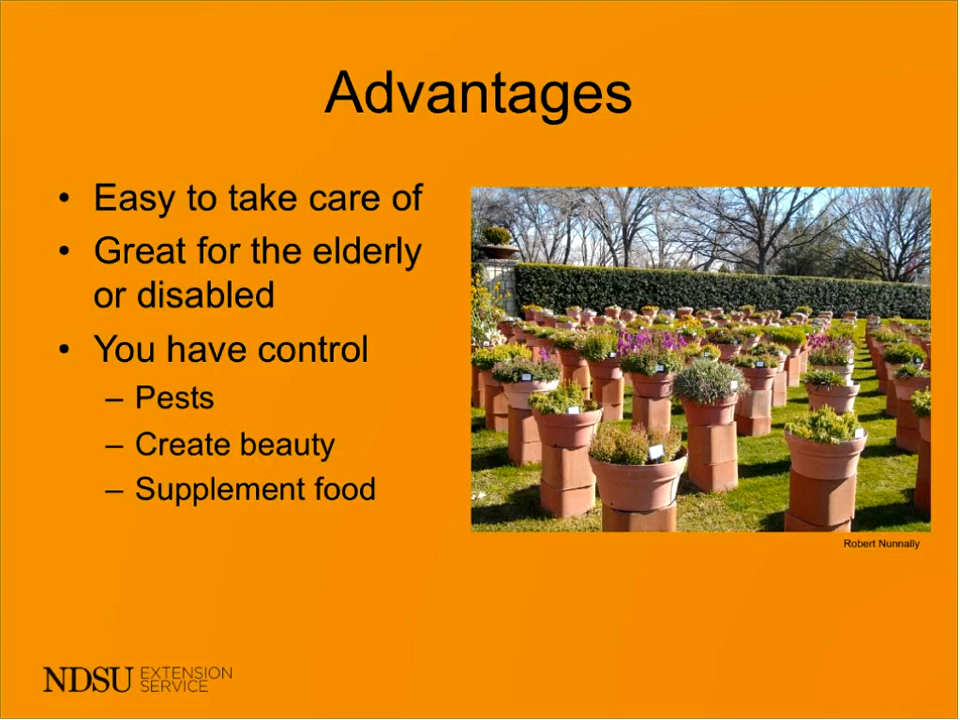 Advantages
• Easy to take care of
• Great for the elderly
or disabled
• You have control
– Pests
– Create beauty
– Supplement food
Robert Nunnally
NDSU EXTENSION
SERVICE